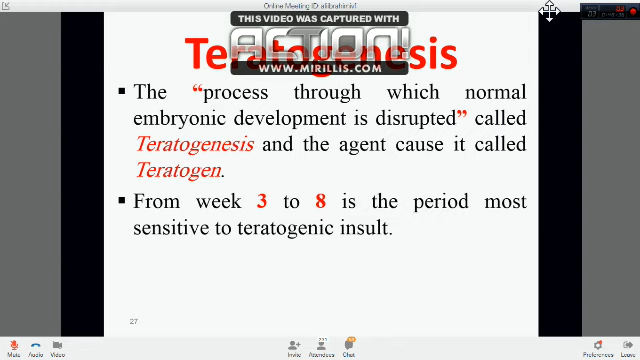 Online Meeting ID: aliibrahimiv1
THIS VIDEO WAS CAPTURED WITH
ACTION!
WWW.MIRILLIS.COM
Teratogenesis
▪ The “process through which normal
embryonic development is disrupted” called
Teratogenesis and the agent cause it called
Teratogen.
▪ From week 3 to 8 is the period most
sensitive to teratogenic insult.
27
Mute
Audio
Video
Invite
Attendees
Chat
Preferences
Leave